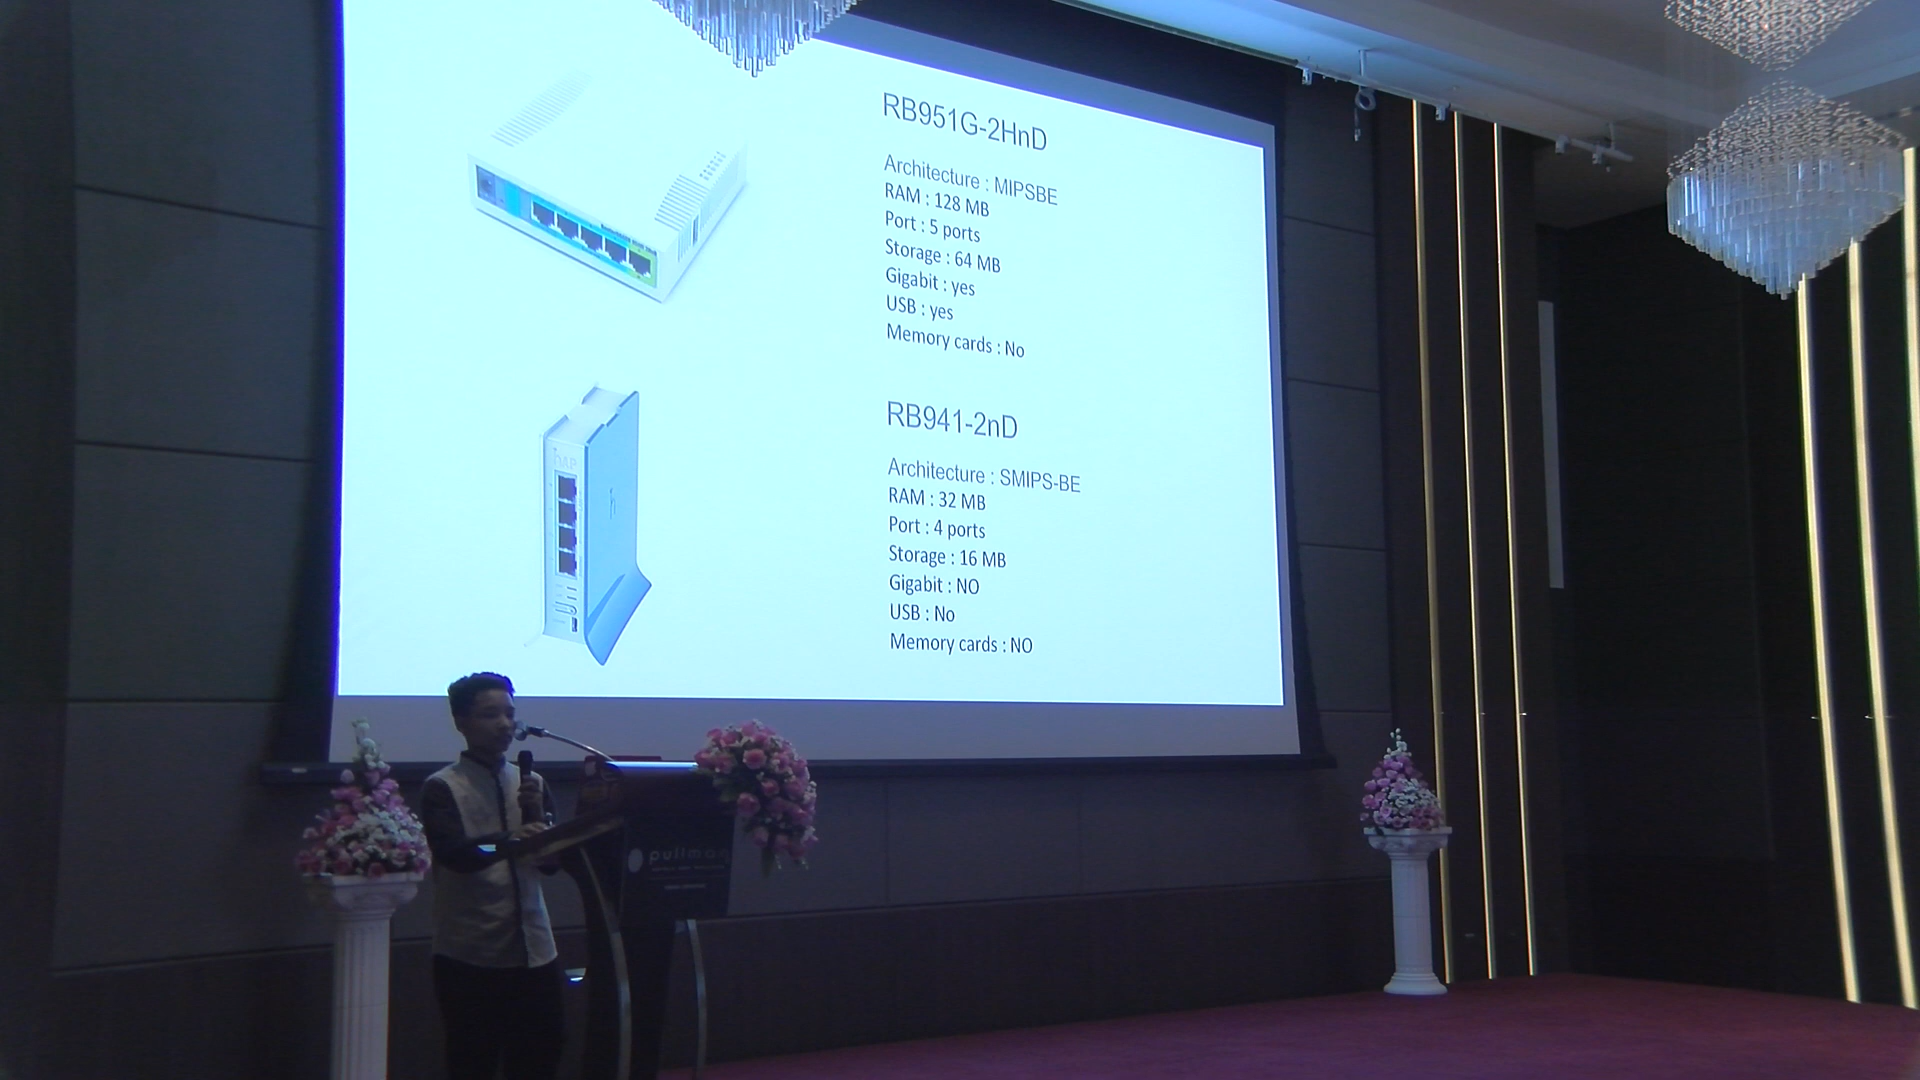 RB951G-2HnD
Architecture : MIPSBE
RAM : 128 MB
Port : 5 ports
Storage : 64 MB
Gigabit : yes
USB : yes
Memory cards : No
RB941-2nD
Architecture : SMIPS-BE
RAM : 32 MB
Port : 4 ports
Storage : 16 MB
Gigabit : NO
USB : No
Memory cards : NO
hAP
pullman